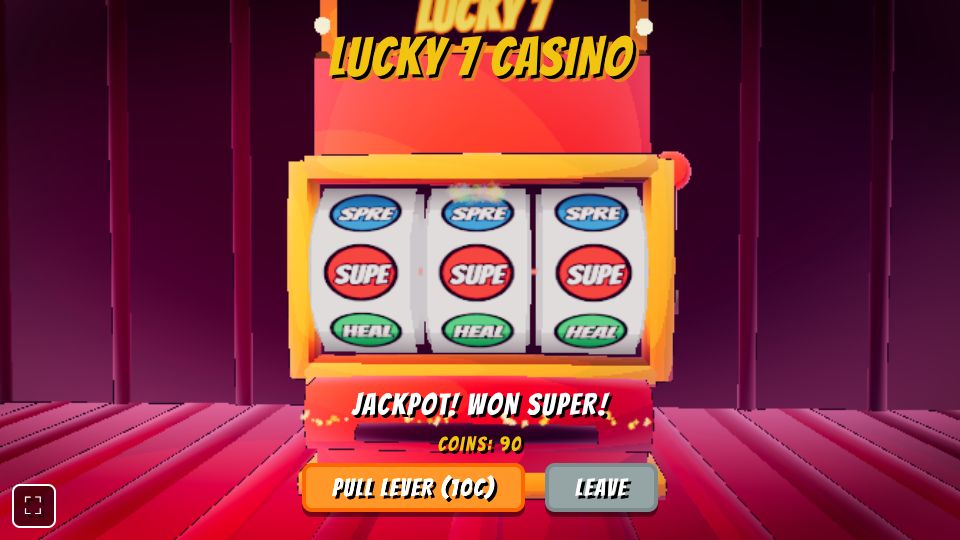 LUCKY 7
LUCKY 7 CASINO
SPRE SPRE SPRE
SUPE SUPE SUPE
HEAL HEAL HEAL
JACKPOT! WON SUPER!
COINS: 90
PULL LEVER (10C) LEAVE